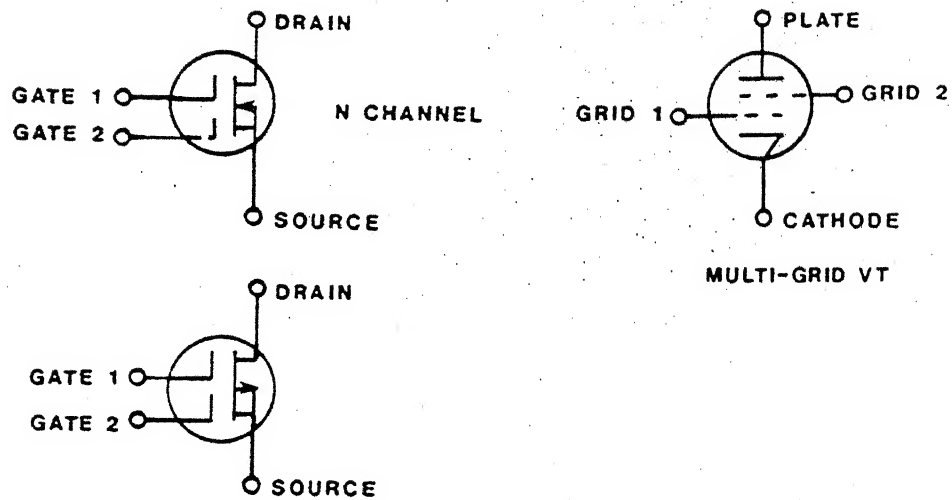 DRAIN
GATE 1
GATE 2
N CHANNEL
SOURCE
PLATE
GRID 2
GRID 1
CATHODE
MULTI-GRID VT
DRAIN
GATE 1
GATE 2
SOURCE